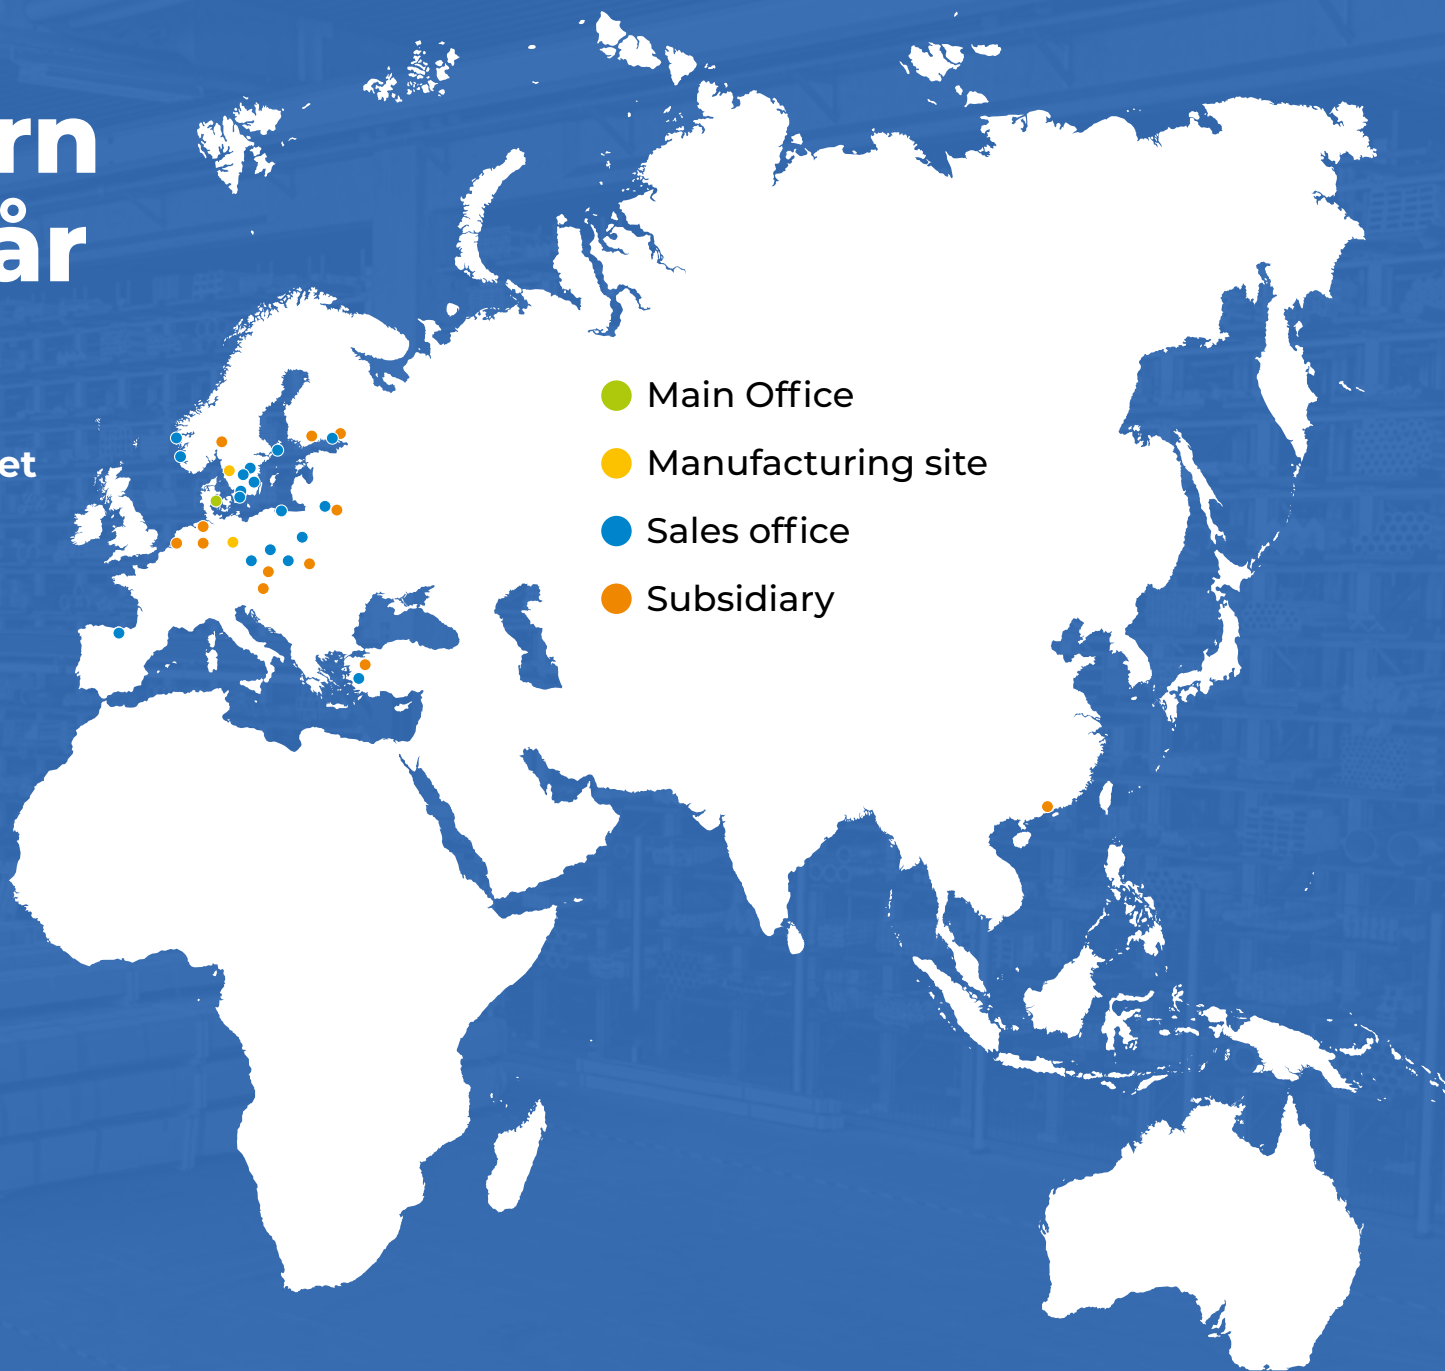 rn
år
et
Main Office
Manufacturing site
Sales office
Subsidiary